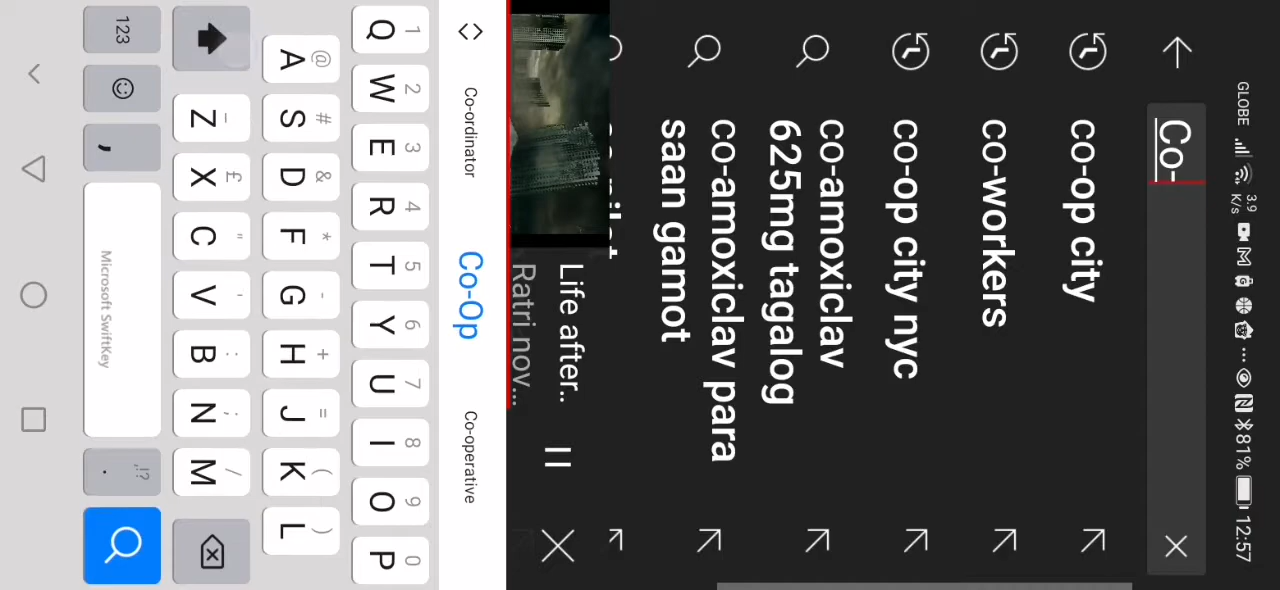 GLOBE 3.9 K/s 81% 12:57
Co-
co-op city
co-workers
co-op city nyc
co-amoxiclav
625mg tagalog
co-amoxiclav para
saan gamot
Life after..
Ratri nov...
Co-ordinator Co-Op Co-operative
1 2 3 4 5 6 7 8 9 0
Q W E R T Y U I O P
@ # & * - + = ( )
A S D F G H J K L
_ £ " ' : ; /
Z X C V B N M
123 , Microsoft SwiftKey ,!? .